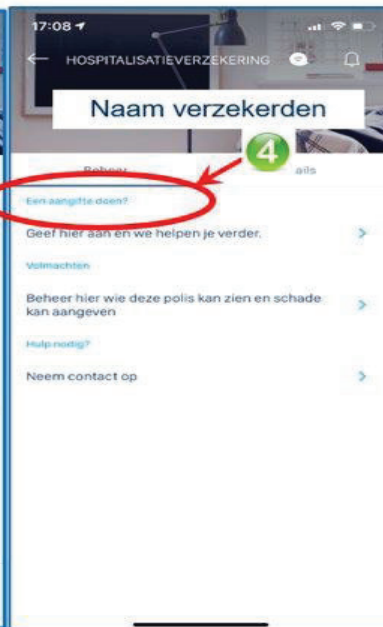 17:08
HOSPITALISATIEVERZEKERING
Naam verzekerden
4
Beheer
ails
Een aangifte doen?
Geef hier aan en we helpen je verder.
Volmachten
Beheer hier wie deze polis kan zien en schade
kan aangeven
Hulp nodig?
Neem contact op